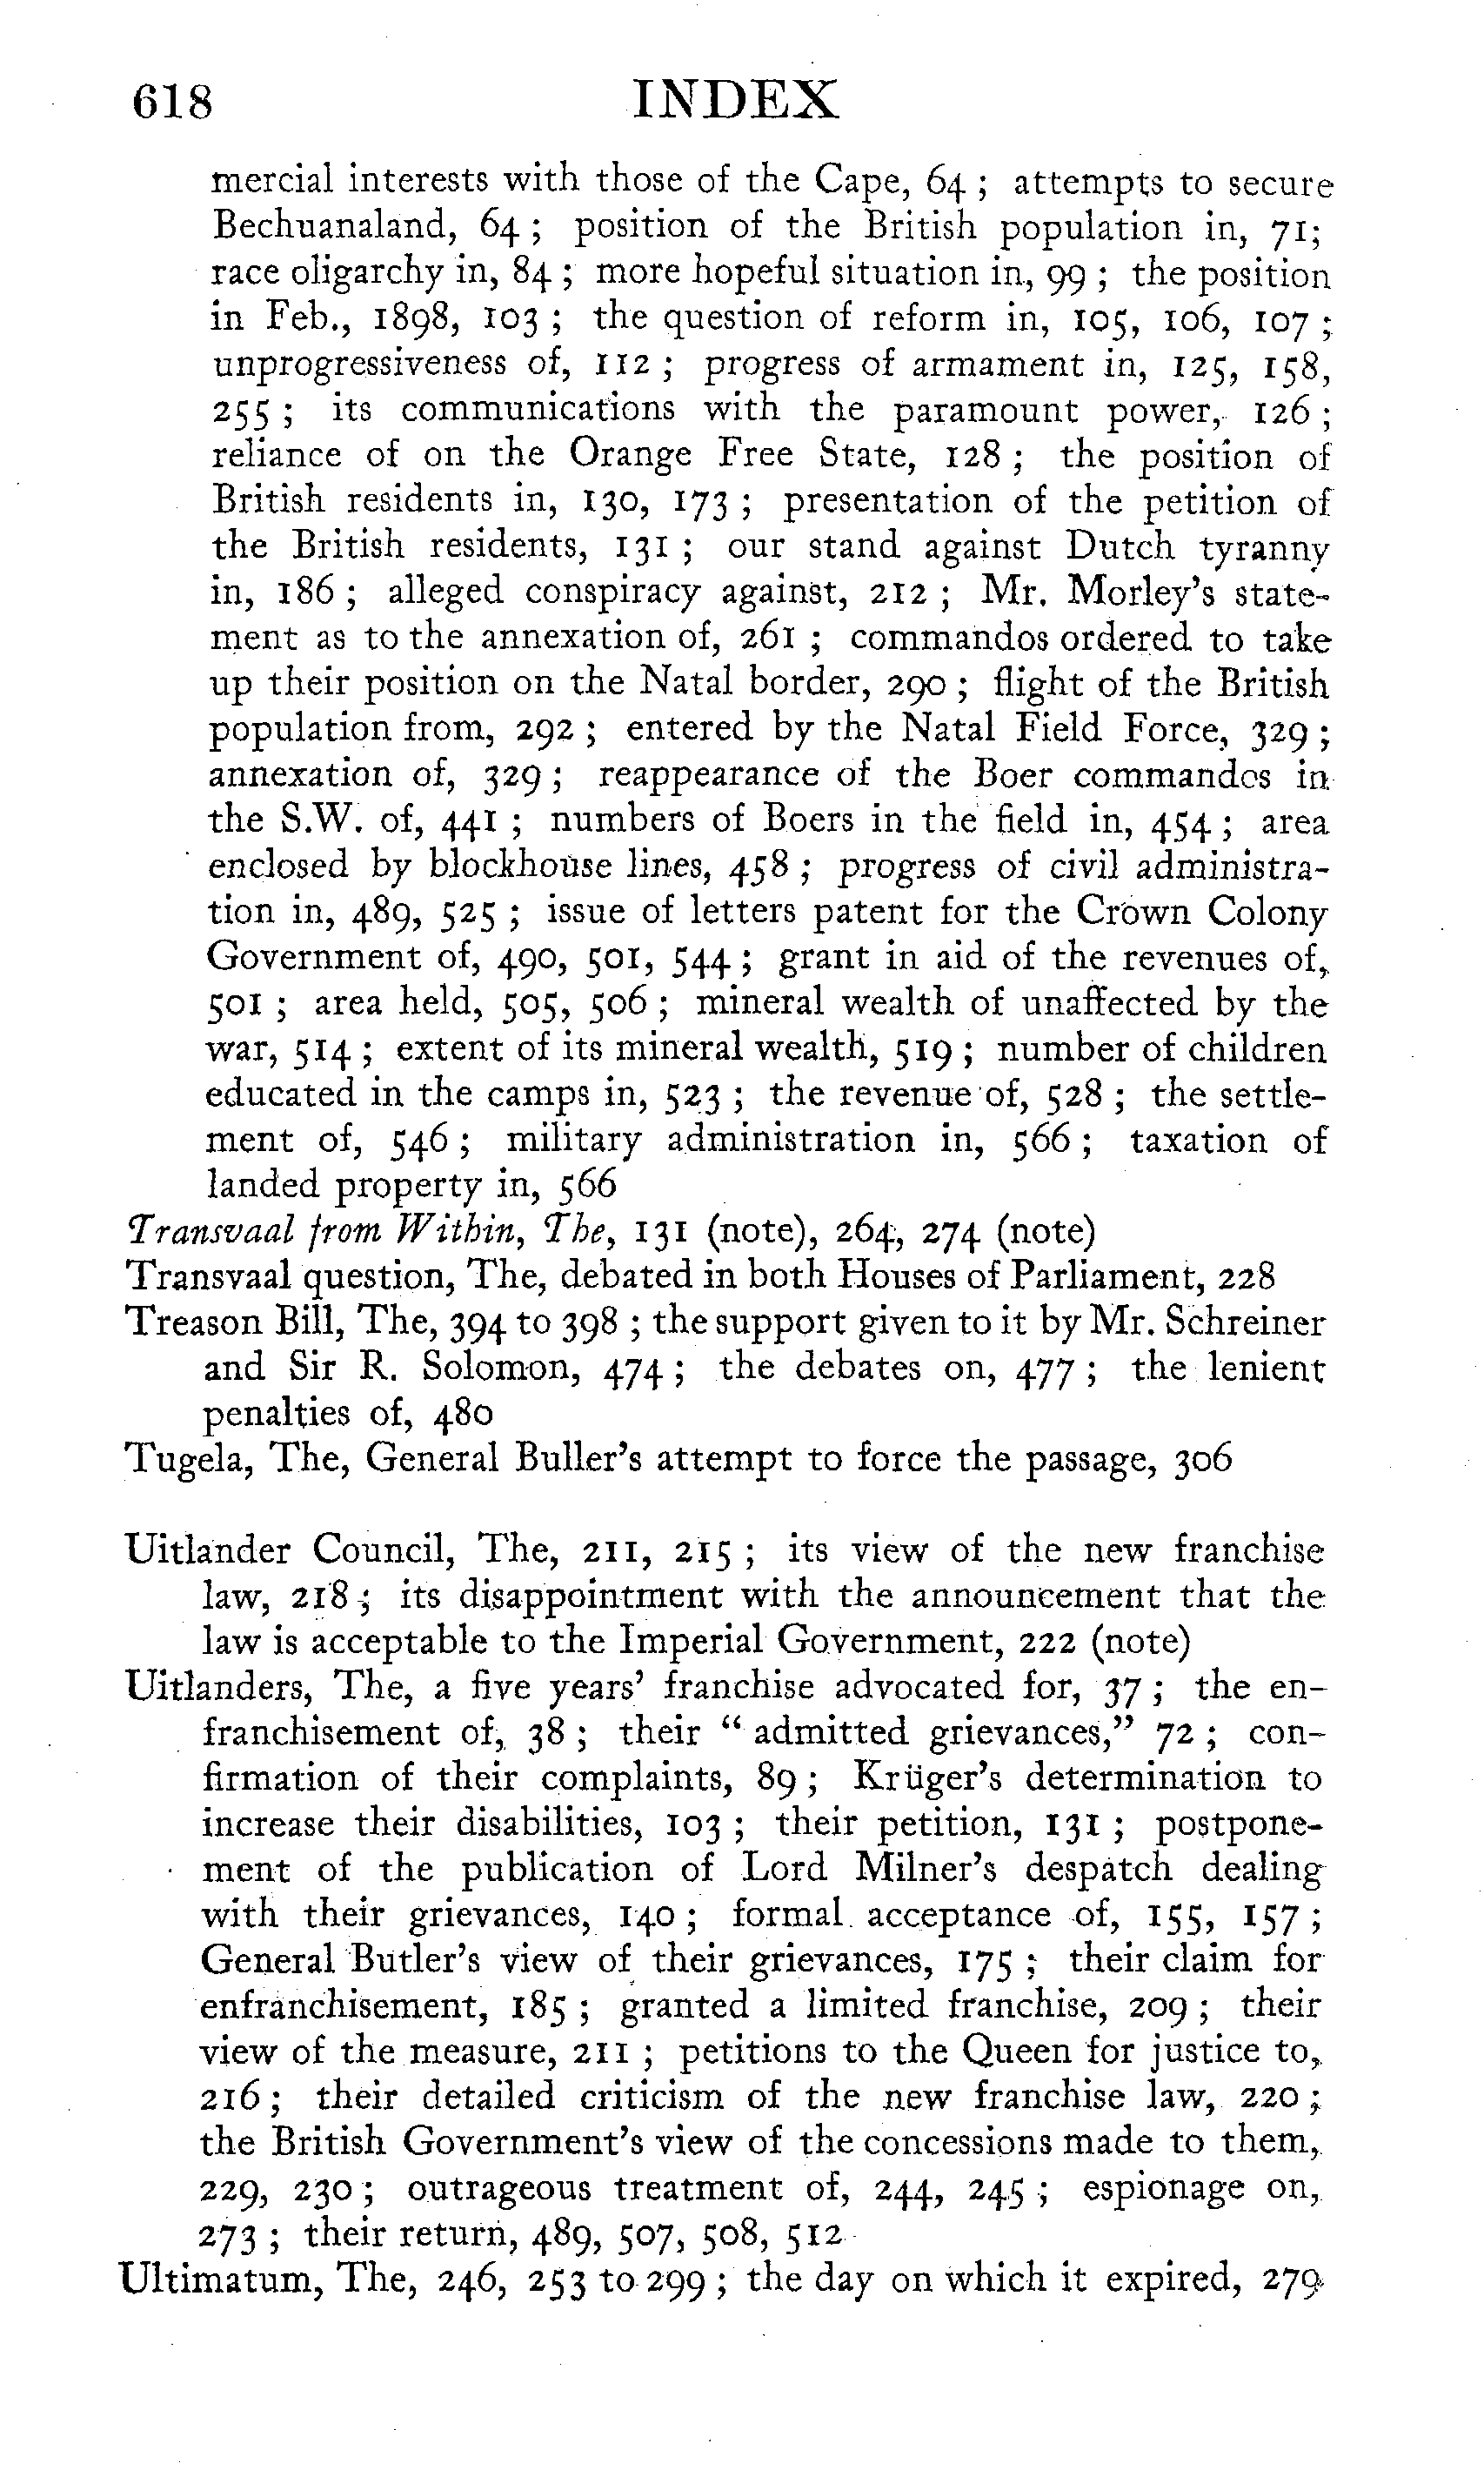 618 INDEX
mercial interests with those of the Cape, 64 ; attempts to secure
Bechuanaland, 64 ; position of the British population in, 71;
race oligarchy in, 84 ; more hopeful situation in, 99 ; the position
in Feb., 1898, 103 ; the question of reform in, 105, 106, 107 ;
unprogressiveness of, 112 ; progress of armament in, 125, 158,
255 ; its communications with the paramount power, 126 ;
reliance of on the Orange Free State, 128 ; the position of
British residents in, 130, 173 ; presentation of the petition of
the British residents, 131 ; our stand against Dutch tyranny
in, 186 ; alleged conspiracy against, 212 ; Mr. Morley's state-
ment as to the annexation of, 261 ; commandos ordered to take
up their position on the Natal border, 290 ; flight of the British
population from, 292 ; entered by the Natal Field Force, 329 ;
annexation of, 329 ; reappearance of the Boer commandos in
the S.W. of, 441 ; numbers of Boers in the field in, 454 ; area
enclosed by blockhouse lines, 458 ; progress of civil administra-
tion in, 489, 525 ; issue of letters patent for the Crown Colony
Government of, 490, 501, 544 ; grant in aid of the revenues of,
501 ; area held, 505, 506 ; mineral wealth of unaffected by the
war, 514 ; extent of its mineral wealth, 519 ; number of children
educated in the camps in, 523 ; the revenue of, 528 ; the settle-
ment of, 546 ; military administration in, 566 ; taxation of
landed property in, 566
Transvaal from Within, The, 131 (note), 264, 274 (note)
Transvaal question, The, debated in both Houses of Parliament, 228
Treason Bill, The, 394 to 398 ; the support given to it by Mr. Schreiner
and Sir R. Solomon, 474 ; the debates on, 477 ; the lenient
penalties of, 480
Tugela, The, General Buller's attempt to force the passage, 306
Uitlander Council, The, 211, 215 ; its view of the new franchise
law, 218 ; its disappointment with the announcement that the
law is acceptable to the Imperial Government, 222 (note)
Uitlanders, The, a five years' franchise advocated for, 37 ; the en-
franchisement of, 38 ; their " admitted grievances," 72 ; con-
firmation of their complaints, 89 ; Krüger's determination to
increase their disabilities, 103 ; their petition, 131 ; postpone-
ment of the publication of Lord Milner's despatch dealing
with their grievances, 140 ; formal acceptance of, 155, 157 ;
General Butler's view of their grievances, 175 ; their claim for
enfranchisement, 185 ; granted a limited franchise, 209 ; their
view of the measure, 211 ; petitions to the Queen for justice to,
216 ; their detailed criticism of the new franchise law, 220 ;
the British Government's view of the concessions made to them,
229, 230 ; outrageous treatment of, 244, 245 ; espionage on,
273 ; their return, 489, 507, 508, 512
Ultimatum, The, 246, 253 to 299 ; the day on which it expired, 279